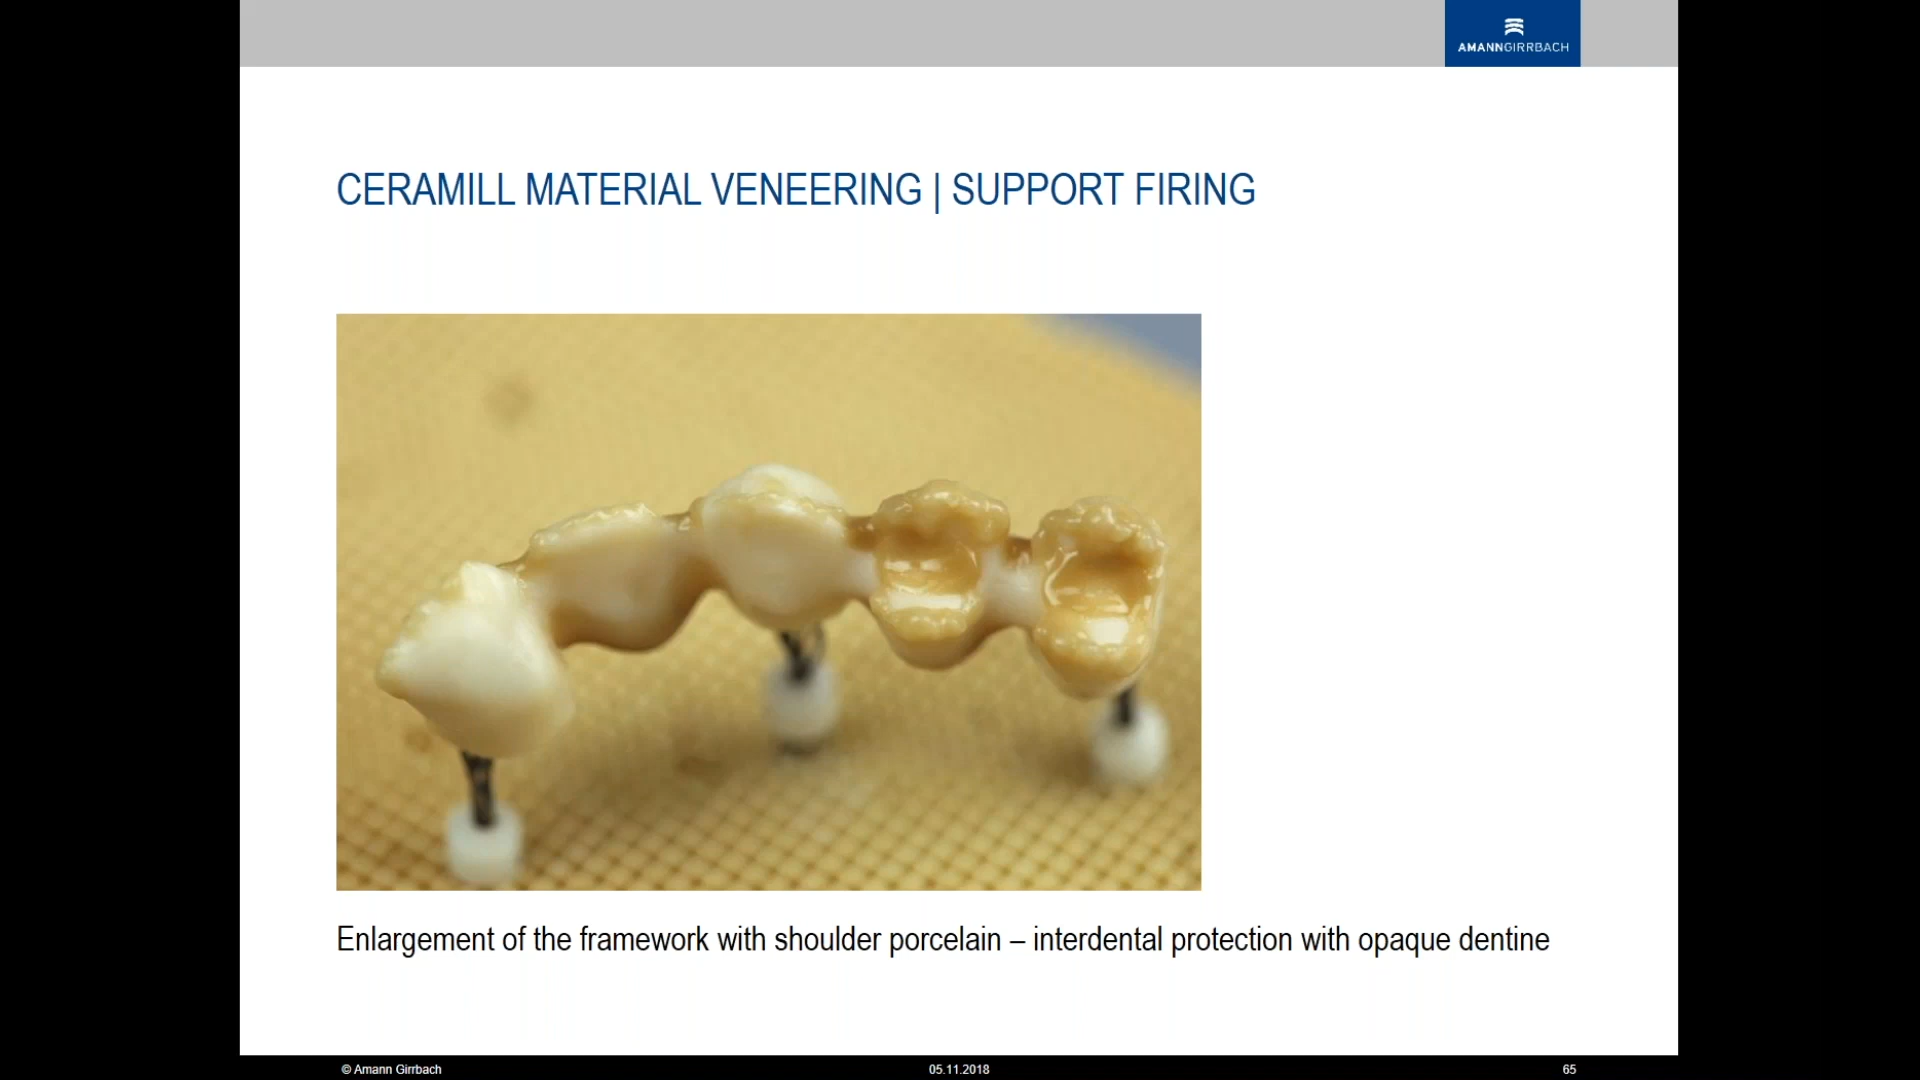 AMANNGIRRBACH
CERAMILL MATERIAL VENEERING | SUPPORT FIRING
Enlargement of the framework with shoulder porcelain – interdental protection with opaque dentine
© Amann Girrbach 05.11.2018 65